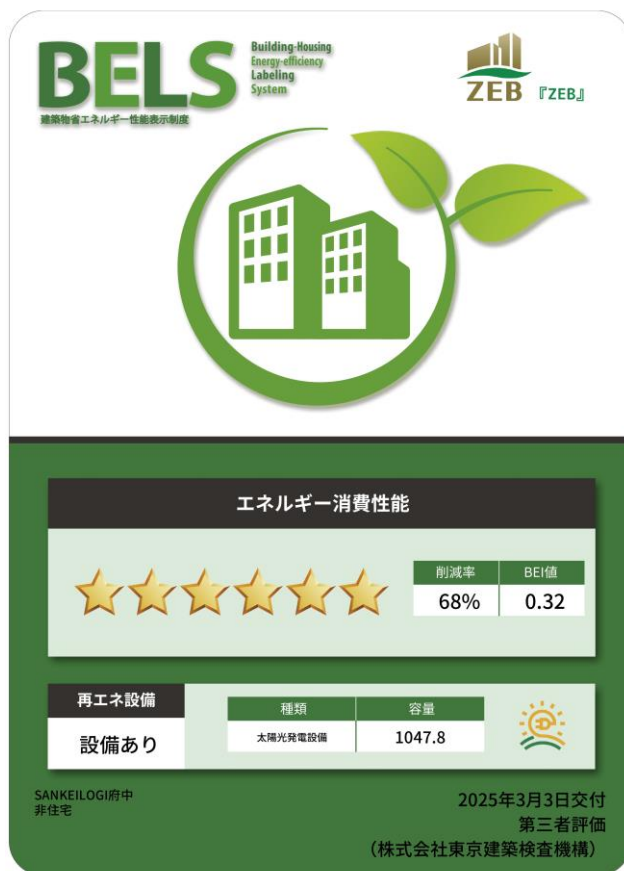 BELS
Building-Housing
Energy-efficiency
Labeling
System
建築物省エネルギー性能表示制度
ZEB 『ZEB』
エネルギー消費性能
削減率 BEI値
68% 0.32
再エネ設備
設備あり
種類 容量
太陽光発電設備 1047.8
SANKEILOGI府中
非住宅
2025年3月3日交付
第三者評価
（株式会社東京建築検査機構）